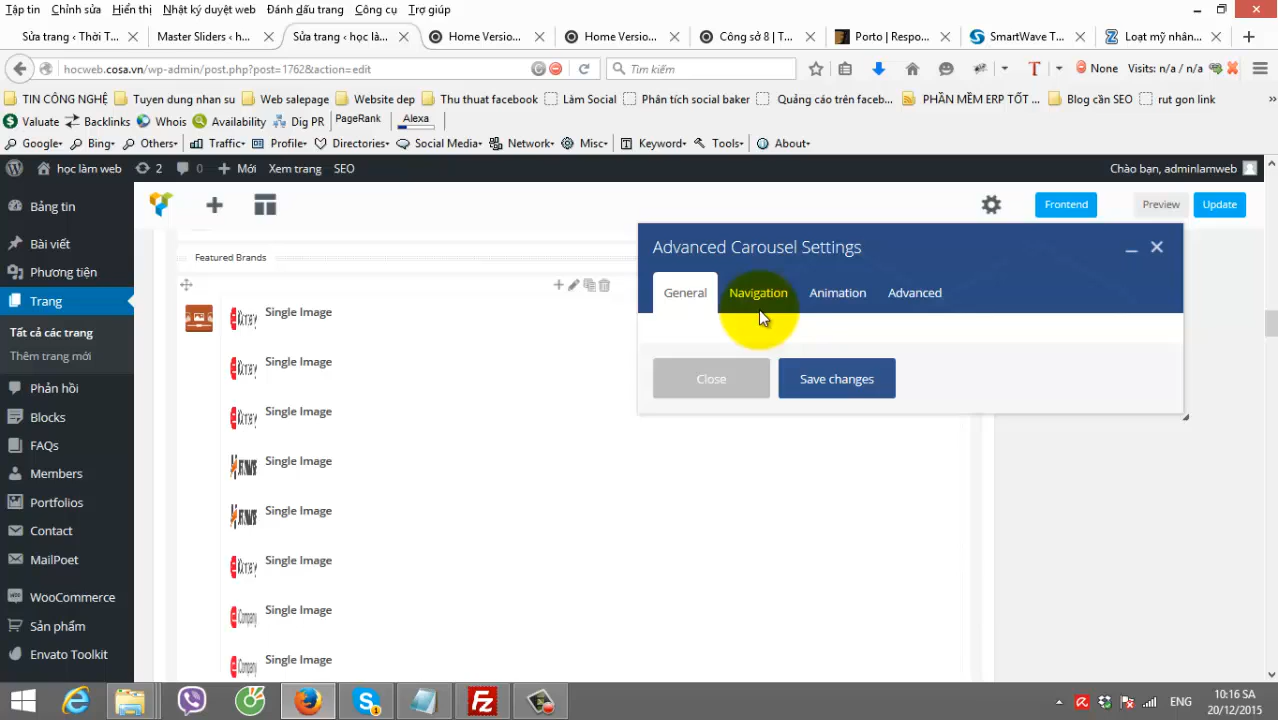 Tập tin Chỉnh sửa Hiển thị Nhật ký duyệt web Đánh dấu trang Công cụ Trợ giúp
Sửa trang ‹ Thời T... Master Sliders ‹ h... Sửa trang ‹ học là... Home Versio... Home Versio... Công sở 8 | T... Porto | Respo... SmartWave T... Loạt mỹ nhân...
hocweb.cosa.vn/wp-admin/post.php?post=1762&action=edit Tìm kiếm None Visits: n/a / n/a
TIN CÔNG NGHỆ Tuyen dung nhan su Web salepage Website dep Thu thuat facebook Làm Social Phân tích social baker Quảng cáo trên faceb... PHẦN MỀM ERP TỐT ... Blog cần SEO rut gon link
Valuate Backlinks Whois Availability Dig PR PageRank Alexa
Google Bing Others Traffic Profile Directories Social Media Network Misc Keyword Tools About
học làm web 2 0 Mới Xem trang SEO Chào bạn, adminlamweb
Bảng tin
Bài viết
Phương tiện
Trang
Tất cả các trang
Thêm trang mới
Phản hồi
Blocks
FAQs
Members
Portfolios
Contact
MailPoet
WooCommerce
Sản phẩm
Envato Toolkit
Frontend Preview Update
Featured Brands
Single Image
Single Image
Single Image
Single Image
Single Image
Single Image
Single Image
Single Image
Advanced Carousel Settings
General Navigation Animation Advanced
Close Save changes
ENG
10:16 SA
20/12/2015